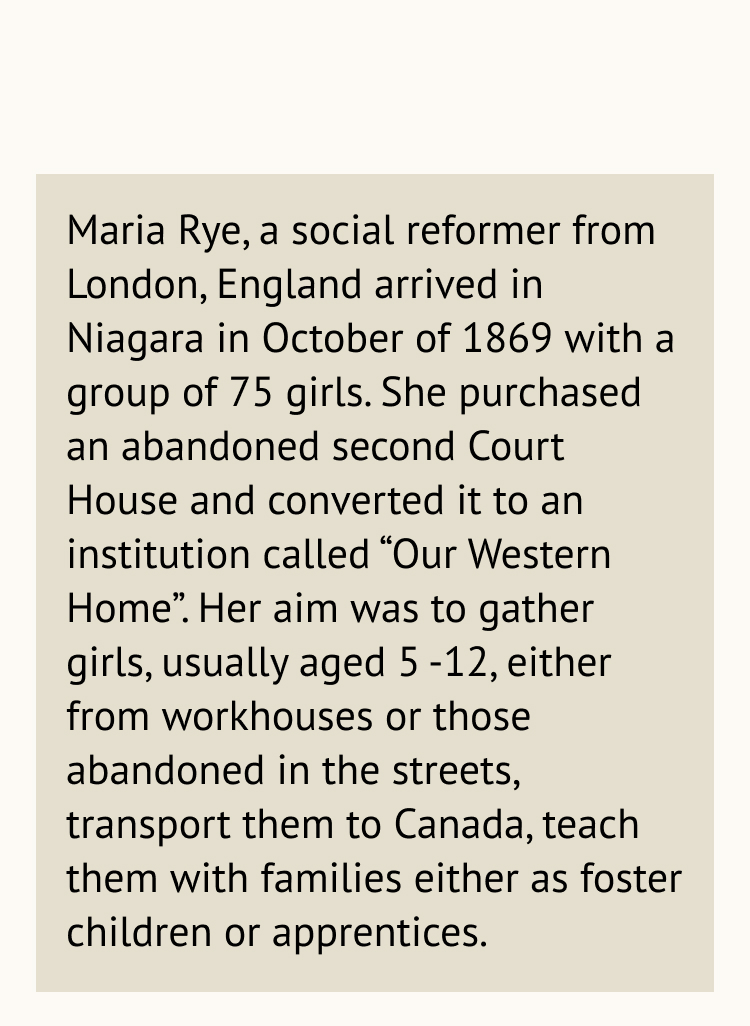 Maria Rye, a social reformer from
London, England arrived in
Niagara in October of 1869 with a
group of 75 girls. She purchased
an abandoned second Court
House and converted it to an
institution called “Our Western
Home”. Her aim was to gather
girls, usually aged 5 -12, either
from workhouses or those
abandoned in the streets,
transport them to Canada, teach
them with families either as foster
children or apprentices.